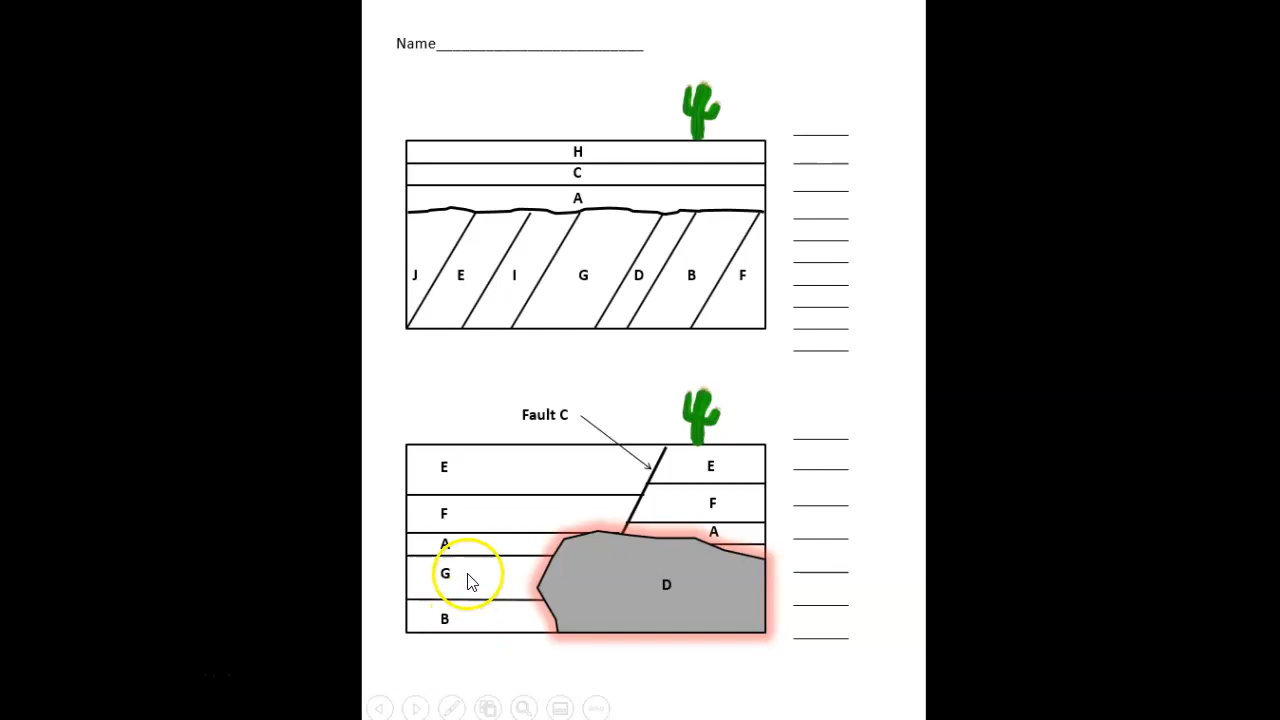 Name
H
C
A
J E I G D B F
Fault C
E E
F F
A A
G D
B